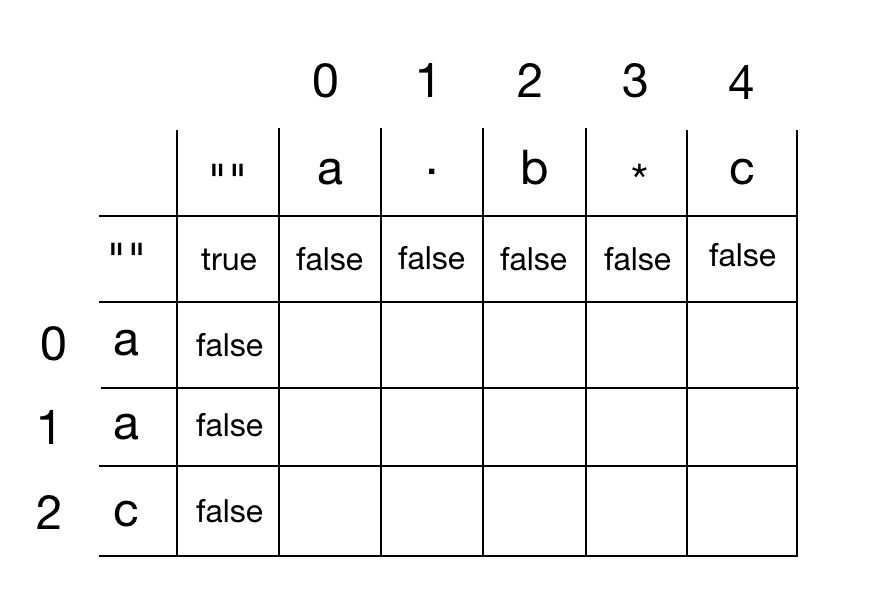 0 1 2 3 4
"" a . b * c
"" true false false false false false
0 a false
1 a false
2 c false